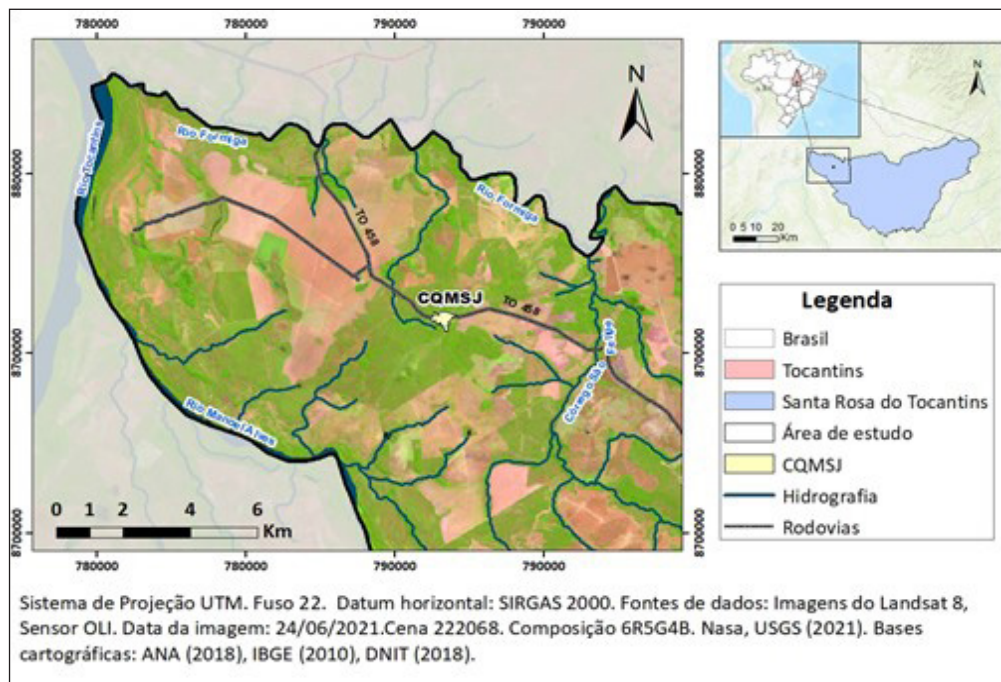 780000 780000 790000 790000
8800000
8700000
8700000
N
Rio Tocantins
Rio Formiga
Rio Formiga
TO 458
CQMSJ
TO 458
Córrego São Felipe
Rio Manoel Alves
0 1 2 4 6
Km
8800000
8700000
8700000
780000 780000 790000 790000
N
0 5 10 20
Km
Legenda
Brasil
Tocantins
Santa Rosa do Tocantins
Área de estudo
CQMSJ
Hidrografia
Rodovias
Sistema de Projeção UTM. Fuso 22. Datum horizontal: SIRGAS 2000. Fontes de dados: Imagens do Landsat 8,
Sensor OLI. Data da imagem: 24/06/2021.Cena 222068. Composição 6R5G4B. Nasa, USGS (2021). Bases
cartográficas: ANA (2018), IBGE (2010), DNIT (2018).